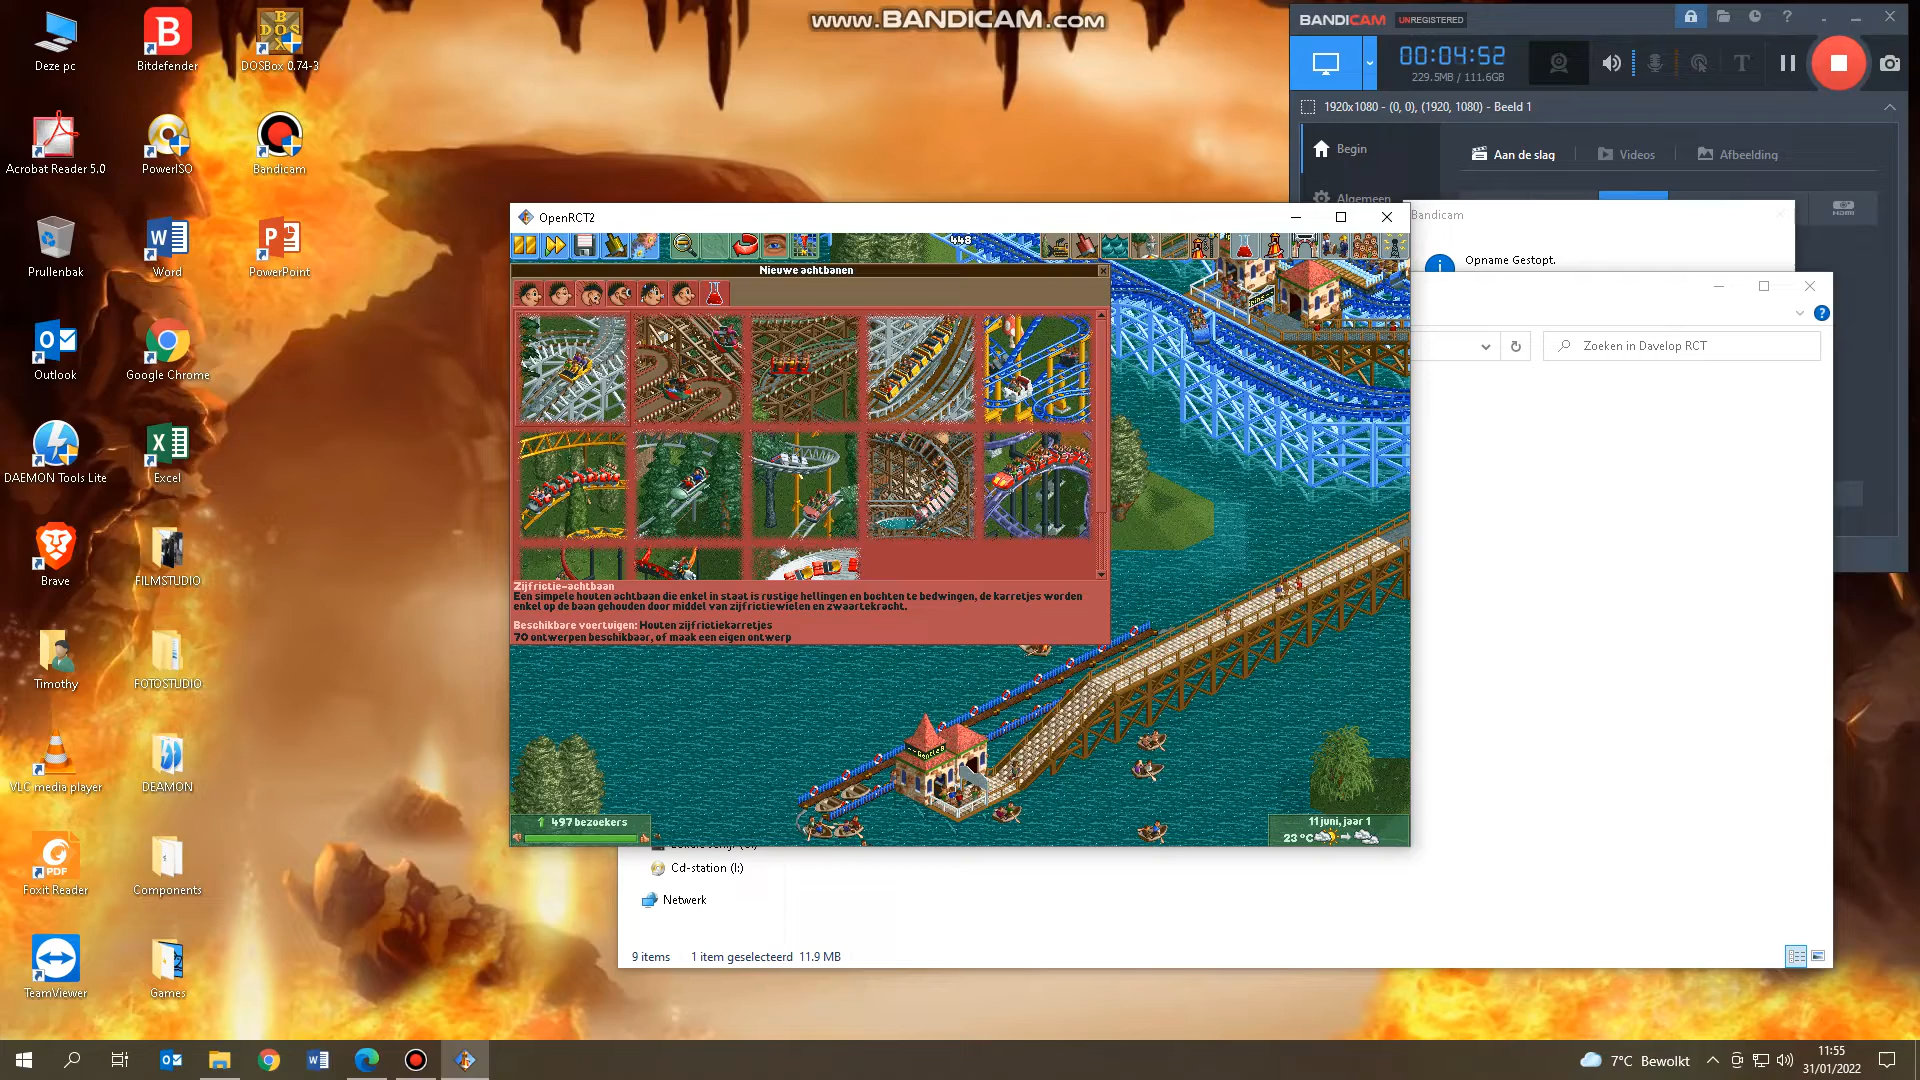 www.BANDICAM.com
Deze pc
Bitdefender
DOSBox 0.74-3
Acrobat Reader 5.0
PowerISO
Bandicam
Prullenbak
Word
PowerPoint
Outlook
Google Chrome
DAEMON Tools Lite
Excel
Brave
FILMSTUDIO
Timothy
FOTOSTUDIO
VLC media player
DEAMON
Foxit Reader
Components
TeamViewer
Games
BANDICAM UNREGISTERED
00:04:52
229.5MB / 111.6GB
1920x1080 - (0, 0), (1920, 1080) - Beeld 1
Begin
Aan de slag
Videos
Afbeelding
Algemeen
HDMI
Bandicam
Opname Gestopt.
Zoeken in Davelop RCT
OpenRCT2
448
Nieuwe achtbanen
Zijfrictie-achtbaan
Een simpele houten achtbaan die enkel in staat is rustige hellingen en bochten te bedwingen, de karretjes worden
enkel op de baan gehouden door middel van zijfrictiewielen en zwaartekracht.
Beschikbare voertuigen: Houten zijfrictiekarretjes
70 ontwerpen beschikbaar, of maak een eigen ontwerp
497 bezoekers
11 juni, jaar 1
23 °C
Cd-station (I:)
Netwerk
9 items
1 item geselecteerd 11.9 MB
7°C Bewolkt
11:55
31/01/2022